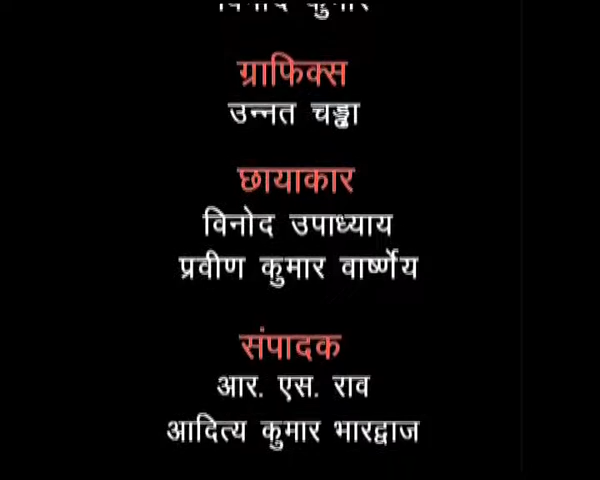 विनोद कुमार
ग्राफिक्स
उन्नत चड्ढा
छायाकार
विनोद उपाध्याय
प्रवीण कुमार वार्ष्णेय
संपादक
आर. एस. राव
आदित्य कुमार भारद्वाज